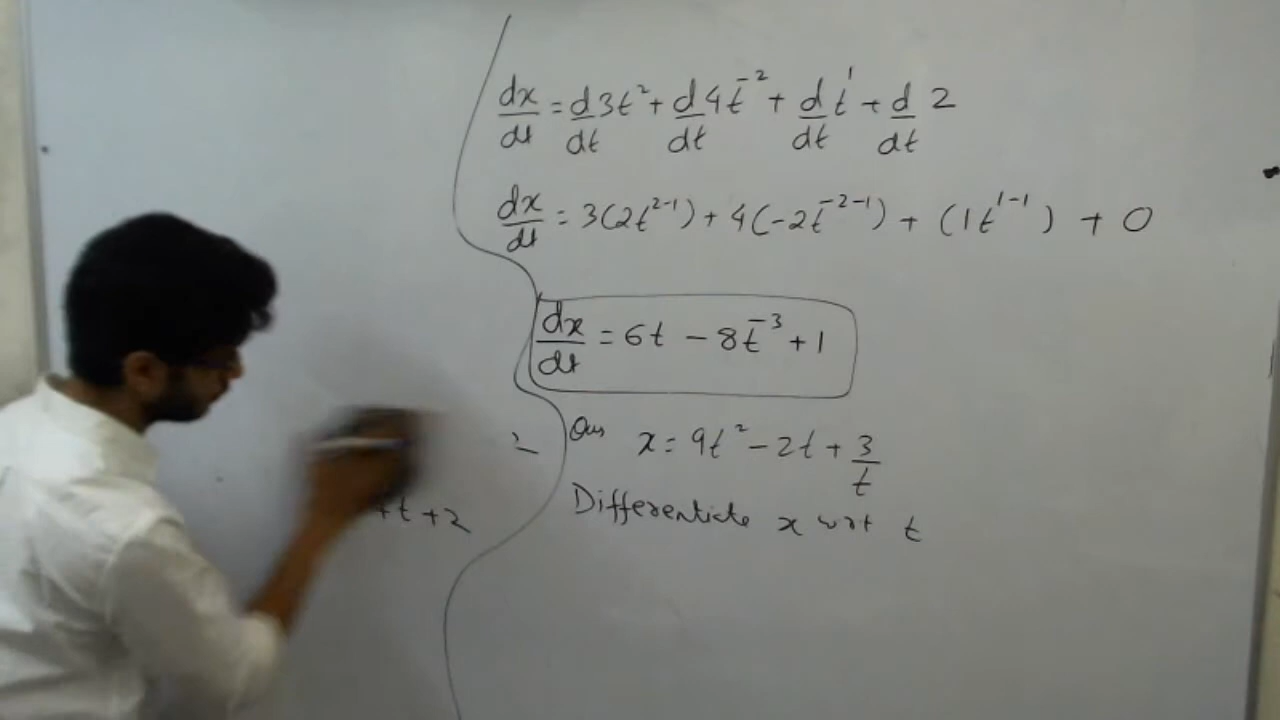 dx/dt = d/dt 3t² + d/dt 4t⁻² + d/dt t¹ + d/dt 2
dx/dt = 3(2t²⁻¹) + 4(-2t⁻²⁻¹) + (1t¹⁻¹) + 0
dx/dt = 6t - 8t⁻³ + 1
Ques x = 9t² - 2t + 3/t
+t +2
Differentiate x wrt t